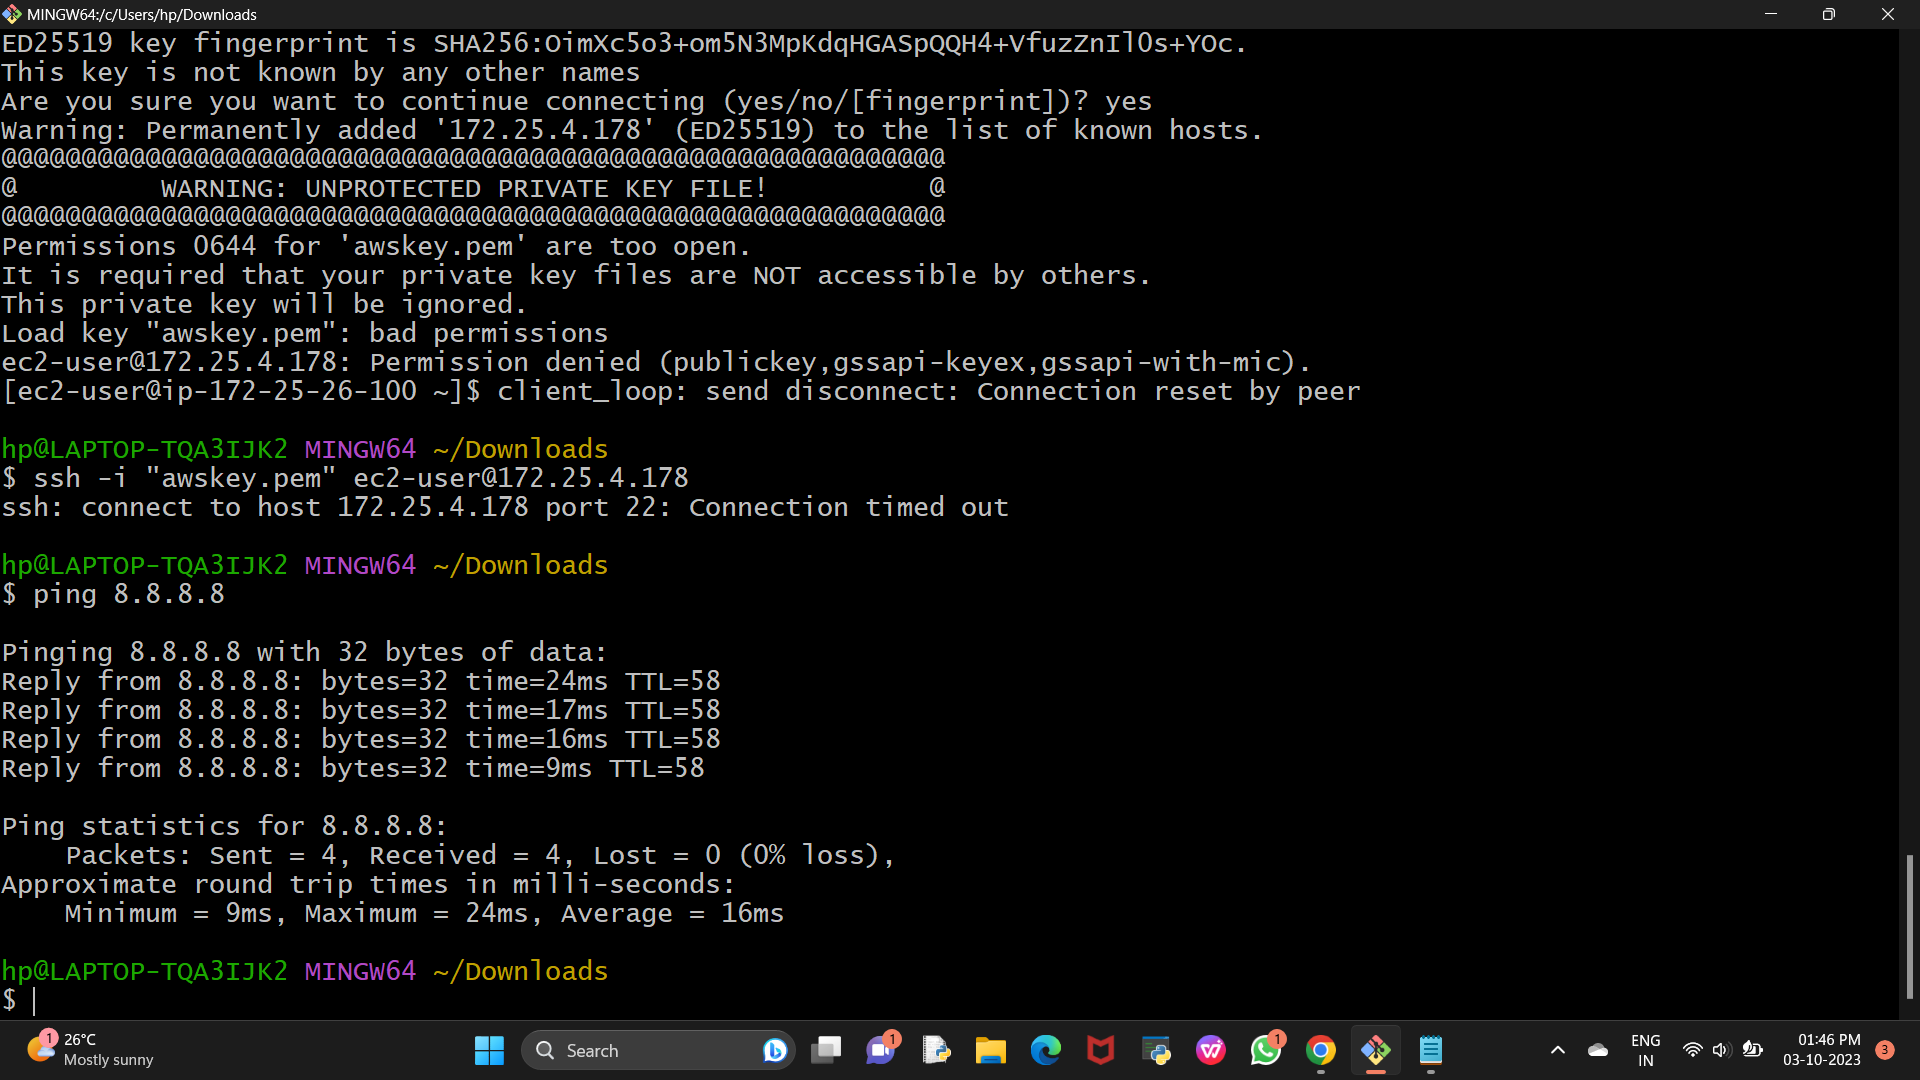 MINGW64:/c/Users/hp/Downloads
ED25519 key fingerprint is SHA256:OimXc5o3+om5N3MpKdqHGASpQQH4+VfuzZnIl0s+YOc.
This key is not known by any other names
Are you sure you want to continue connecting (yes/no/[fingerprint])? yes
Warning: Permanently added '172.25.4.178' (ED25519) to the list of known hosts.
@@@@@@@@@@@@@@@@@@@@@@@@@@@@@@@@@@@@@@@@@@@@@@@@@@@@@@@@@@@
@         WARNING: UNPROTECTED PRIVATE KEY FILE!          @
@@@@@@@@@@@@@@@@@@@@@@@@@@@@@@@@@@@@@@@@@@@@@@@@@@@@@@@@@@@
Permissions 0644 for 'awskey.pem' are too open.
It is required that your private key files are NOT accessible by others.
This private key will be ignored.
Load key "awskey.pem": bad permissions
ec2-user@172.25.4.178: Permission denied (publickey,gssapi-keyex,gssapi-with-mic).
[ec2-user@ip-172-25-26-100 ~]$ client_loop: send disconnect: Connection reset by peer
hp@LAPTOP-TQA3IJK2 MINGW64 ~/Downloads
$ ssh -i "awskey.pem" ec2-user@172.25.4.178
ssh: connect to host 172.25.4.178 port 22: Connection timed out
hp@LAPTOP-TQA3IJK2 MINGW64 ~/Downloads
$ ping 8.8.8.8
Pinging 8.8.8.8 with 32 bytes of data:
Reply from 8.8.8.8: bytes=32 time=24ms TTL=58
Reply from 8.8.8.8: bytes=32 time=17ms TTL=58
Reply from 8.8.8.8: bytes=32 time=16ms TTL=58
Reply from 8.8.8.8: bytes=32 time=9ms TTL=58
Ping statistics for 8.8.8.8:
    Packets: Sent = 4, Received = 4, Lost = 0 (0% loss),
Approximate round trip times in milli-seconds:
    Minimum = 9ms, Maximum = 24ms, Average = 16ms
hp@LAPTOP-TQA3IJK2 MINGW64 ~/Downloads
$
1 26°C
Mostly sunny
Search
1
1
ENG
IN
01:46 PM
03-10-2023
3